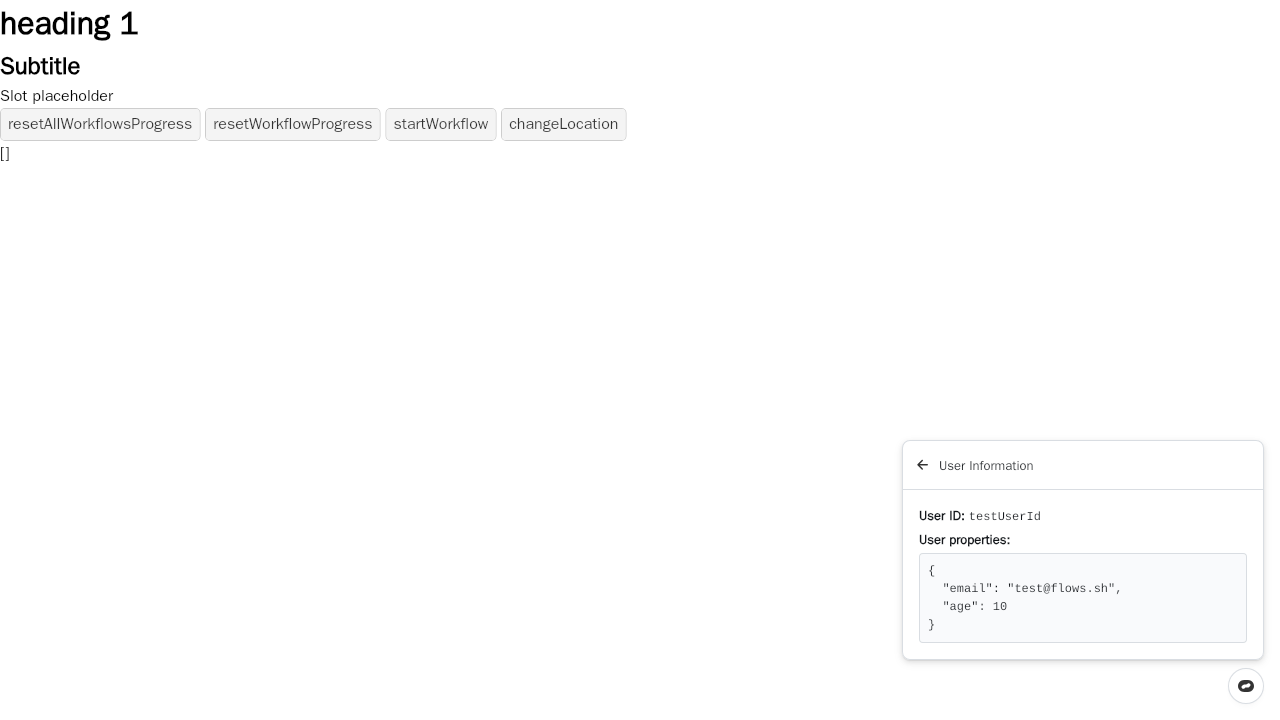 heading 1
Subtitle
Slot placeholder
resetAllWorkflowsProgress resetWorkflowProgress startWorkflow changeLocation
[]
User Information
User ID: testUserId
User properties:
{
  "email": "test@flows.sh",
  "age": 10
}